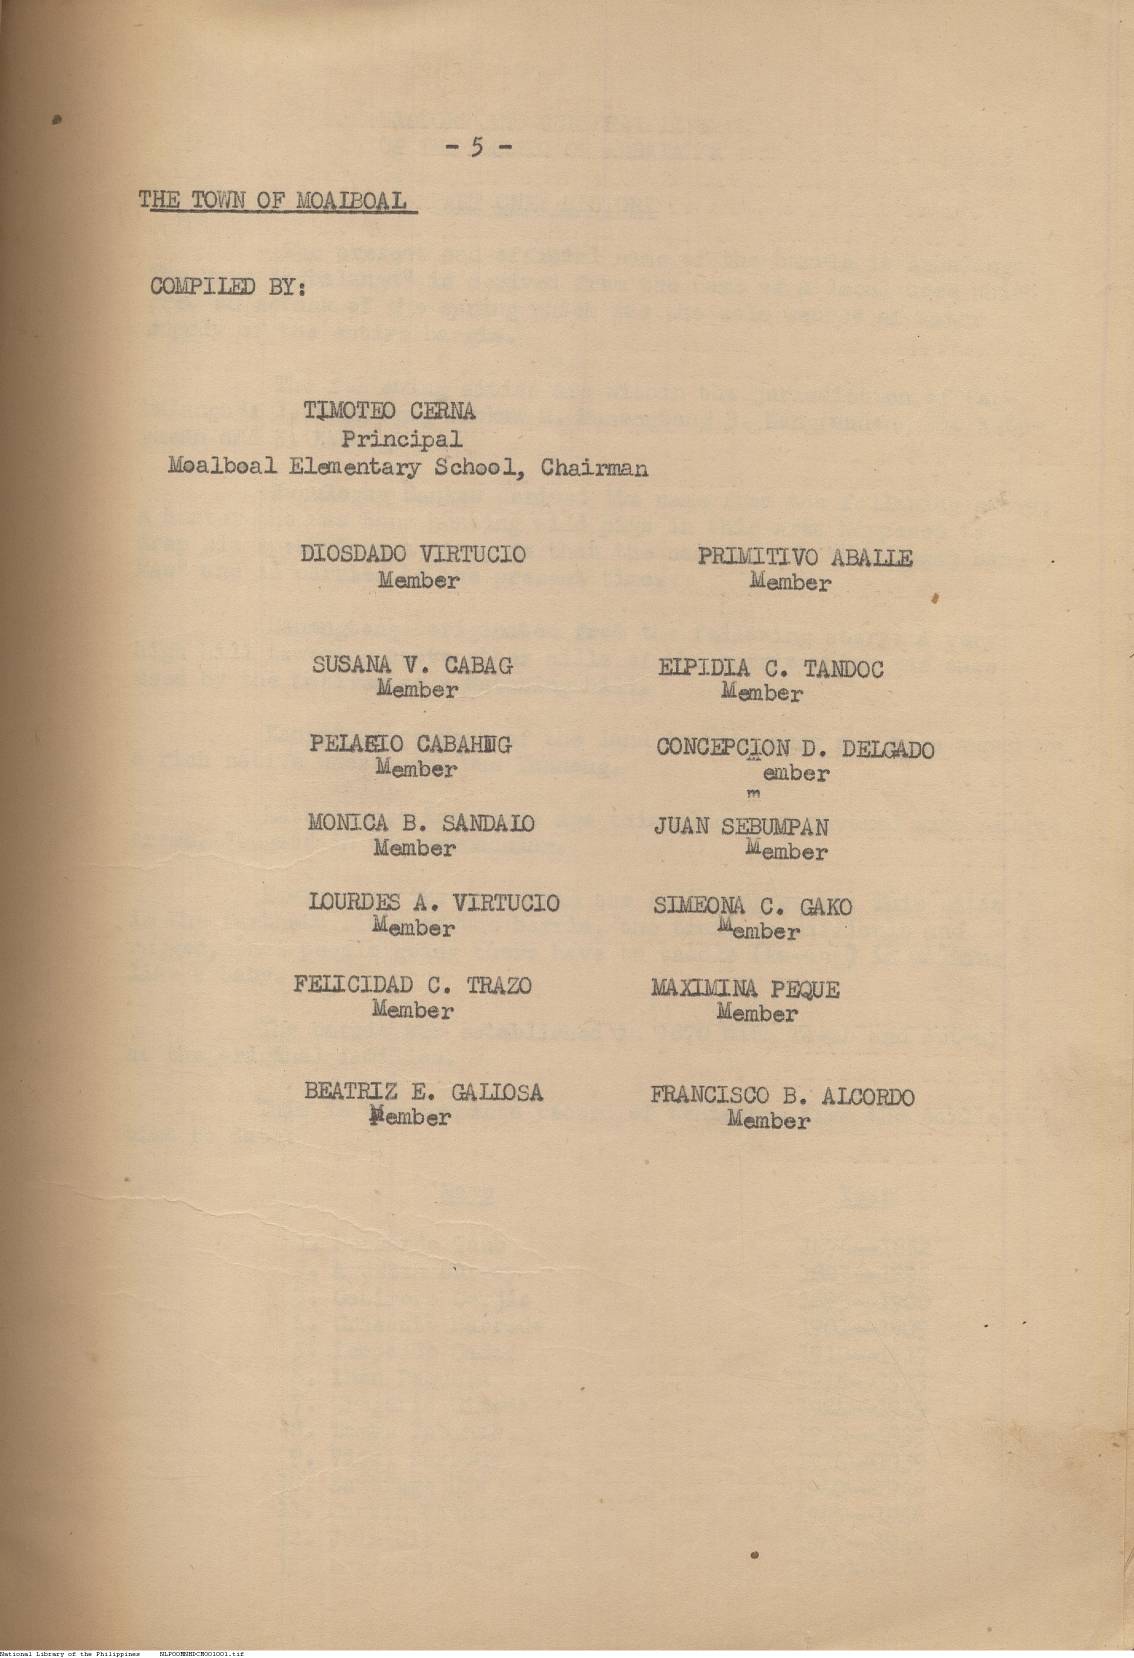 - 5 -
THE TOWN OF MOALBOAL
COMPILED BY:
TIMOTEO CERNA
Principal
Moalboal Elementary School, Chairman
DIOSDADO VIRTUCIO PRIMITIVO ABALLE
Member Member
SUSANA V. CABAG ELPIDIA C. TANDOC
Member Member
CABAHUG CONCEPCION D. DELGADO
Member member
MONICA B. SANDALO JUAN SEBUMPAN
Member Member
LOURDES A. VIRTUCIO SIMEONA C. GAKO
Member Member
FELICIDAD C. TRAZO MAXIMINA PEQUE
Member Member
BEATRIZ E. GALLOSA FRANCISCO B. ALCORDO
Member Member
National Library of the Philippines